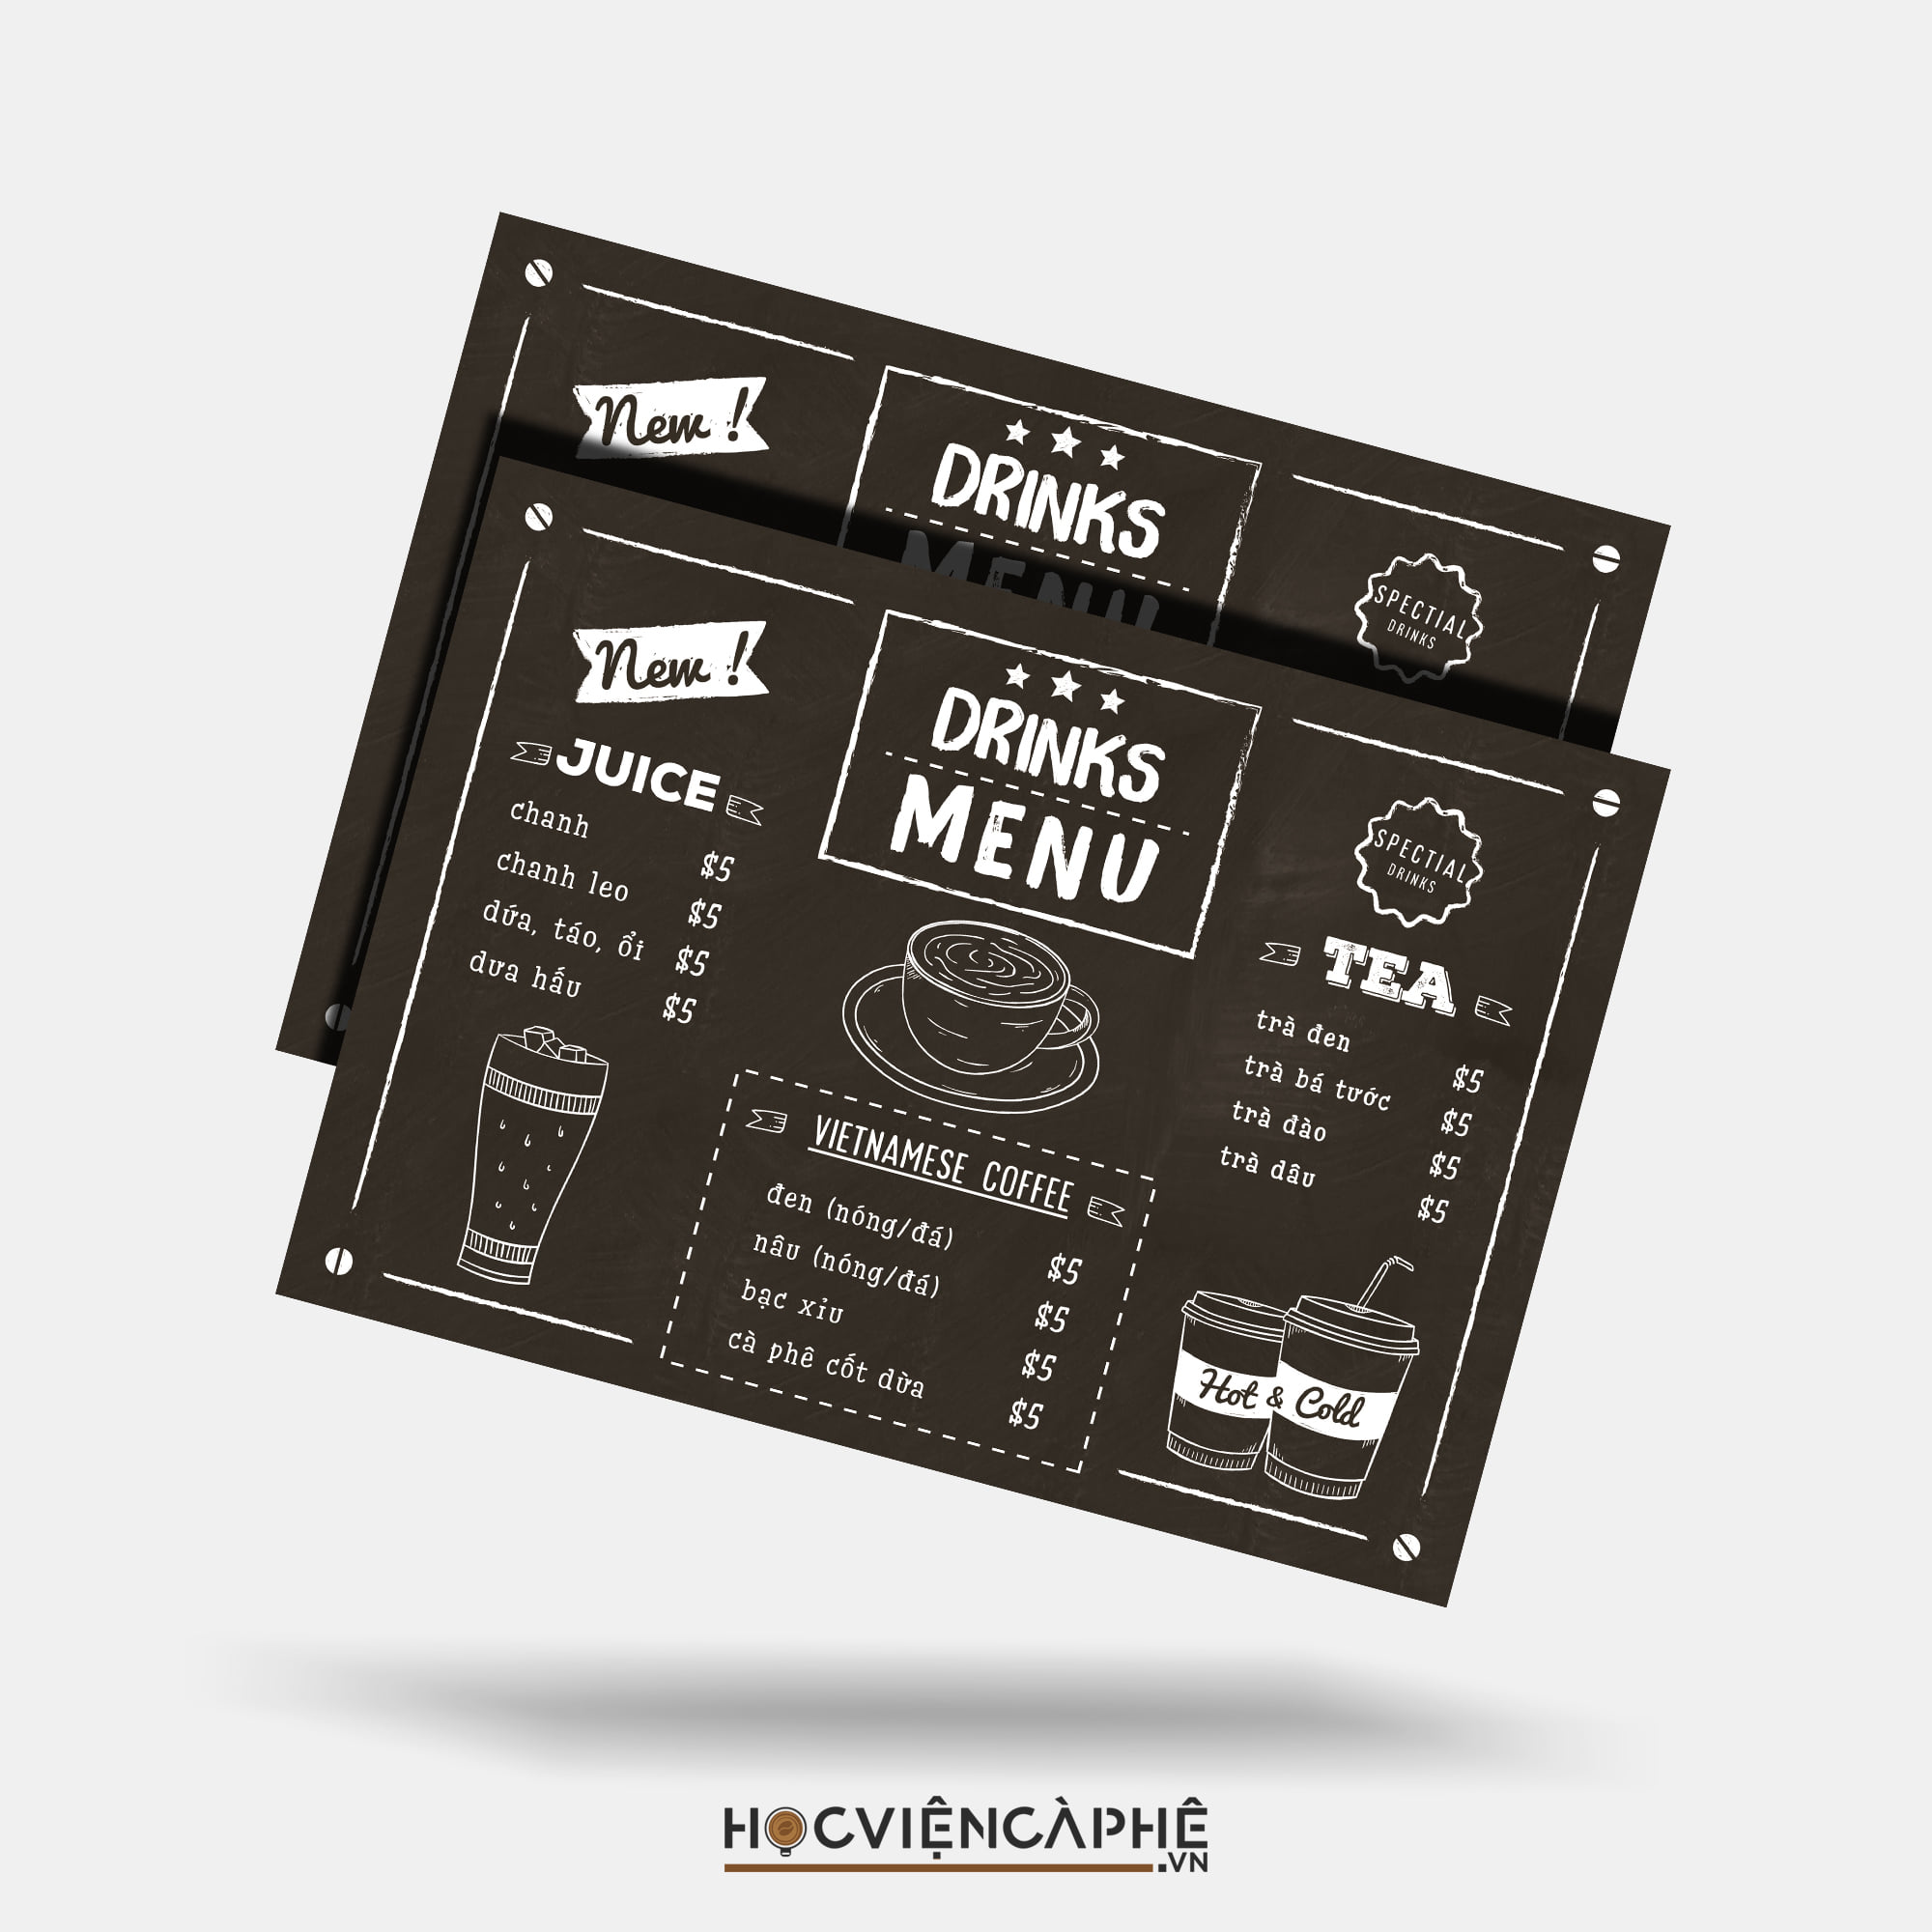 New !
DRINKS
MENU
SPECTIAL
DRINKS
New !
DRINKS
MENU
SPECTIAL
DRINKS
JUICE
chanh $5
chanh leo $5
dứa, táo, ổi $5
dưa hấu $5
TEA
trà đen $5
trà bá tước $5
trà đào $5
trà dâu $5
VIETNAMESE COFFEE
đen (nóng/đá) $5
nâu (nóng/đá) $5
bạc xỉu $5
cà phê cốt dừa $5
Hot & Cold
HỌCVIỆNCÀPHÊ
.VN